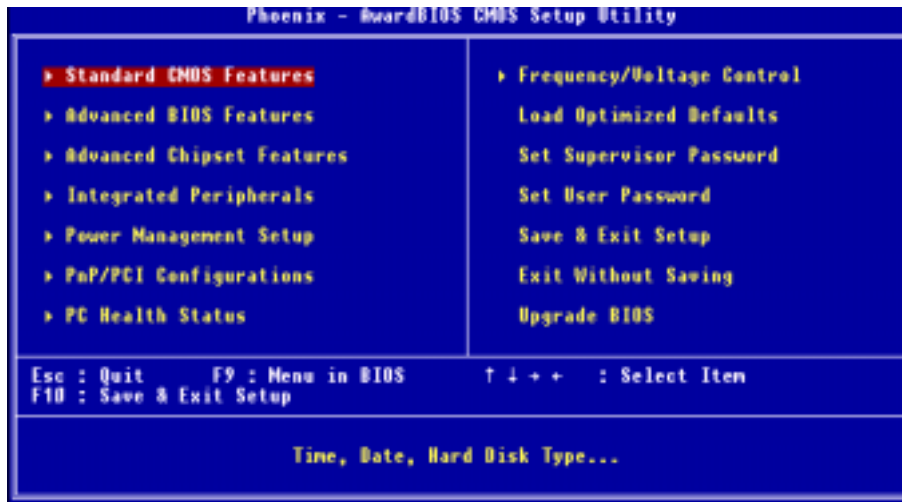 Phoenix - AwardBIOS CMOS Setup Utility
▸ Standard CMOS Features
▸ Advanced BIOS Features
▸ Advanced Chipset Features
▸ Integrated Peripherals
▸ Power Management Setup
▸ PnP/PCI Configurations
▸ PC Health Status
▸ Frequency/Voltage Control
Load Optimized Defaults
Set Supervisor Password
Set User Password
Save & Exit Setup
Exit Without Saving
Upgrade BIOS
Esc : Quit F9 : Menu in BIOS ↑ ↓ → ← : Select Item
F10 : Save & Exit Setup
Time, Date, Hard Disk Type...